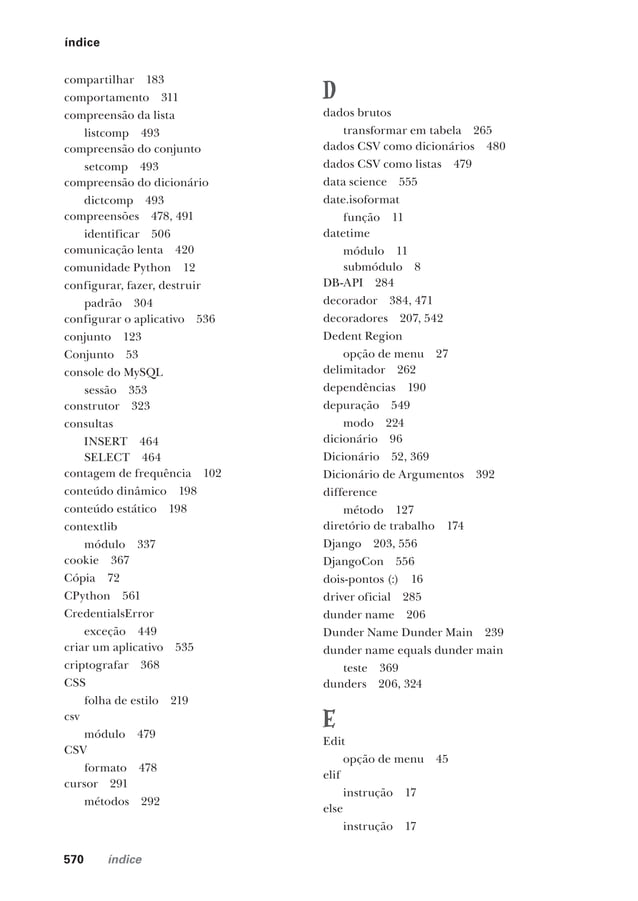 índice
compartilhar 183
comportamento 311
compreensão da lista
listcomp 493
compreensão do conjunto
setcomp 493
compreensão do dicionário
dictcomp 493
compreensões 478, 491
identificar 506
comunicação lenta 420
comunidade Python 12
configurar, fazer, destruir
padrão 304
configurar o aplicativo 536
conjunto 123
Conjunto 53
console do MySQL
sessão 353
construtor 323
consultas
INSERT 464
SELECT 464
contagem de frequência 102
conteúdo dinâmico 198
conteúdo estático 198
contextlib
módulo 337
cookie 367
Cópia 72
CPython 561
CredentialsError
exceção 449
criar um aplicativo 535
criptografar 368
CSS
folha de estilo 219
csv
módulo 479
CSV
formato 478
cursor 291
métodos 292
D
dados brutos
transformar em tabela 265
dados CSV como dicionários 480
dados CSV como listas 479
data science 555
date.isoformat
função 11
datetime
módulo 11
submódulo 8
DB-API 284
decorador 384, 471
decoradores 207, 542
Dedent Region
opção de menu 27
delimitador 262
dependências 190
depuração 549
modo 224
dicionário 96
Dicionário 52, 369
Dicionário de Argumentos 392
difference
método 127
diretório de trabalho 174
Django 203, 556
DjangoCon 556
dois-pontos (:) 16
driver oficial 285
dunder name 206
Dunder Name Dunder Main 239
dunder name equals dunder main
teste 369
dunders 206, 324
E
Edit
opção de menu 45
elif
instrução 17
else
instrução 17
570 índice